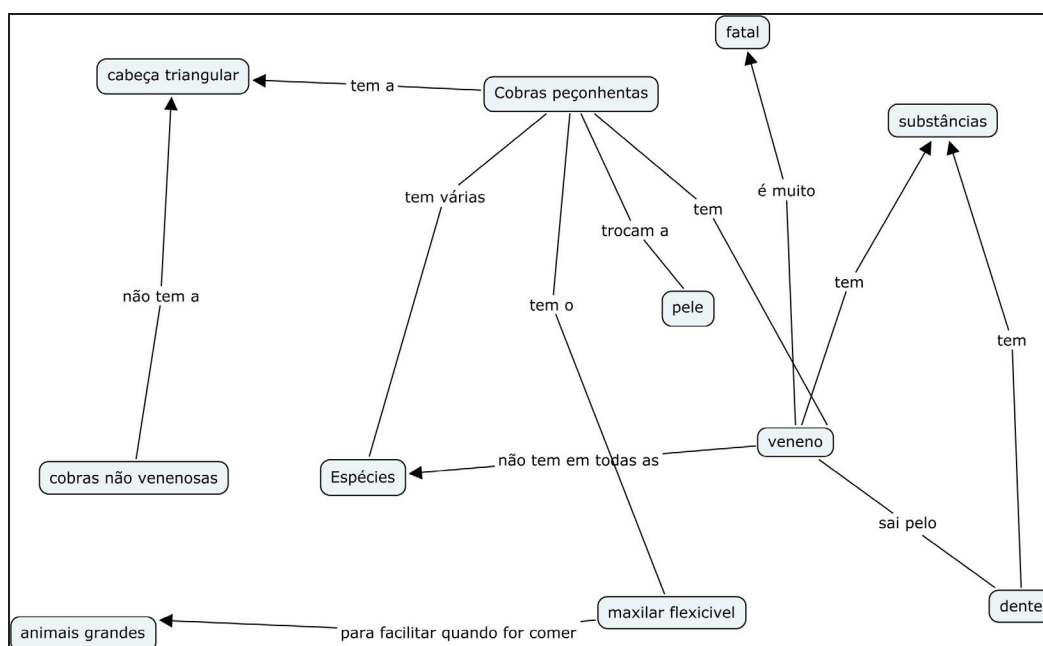 fatal
cabeça triangular
tem a
Cobras peçonhentas
substâncias
tem várias
é muito
tem
trocam a
não tem a
tem o
pele
tem
tem
veneno
não tem em todas as
cobras não venenosas
Espécies
sai pelo
maxilar flexicivel
dente
animais grandes
para facilitar quando for comer